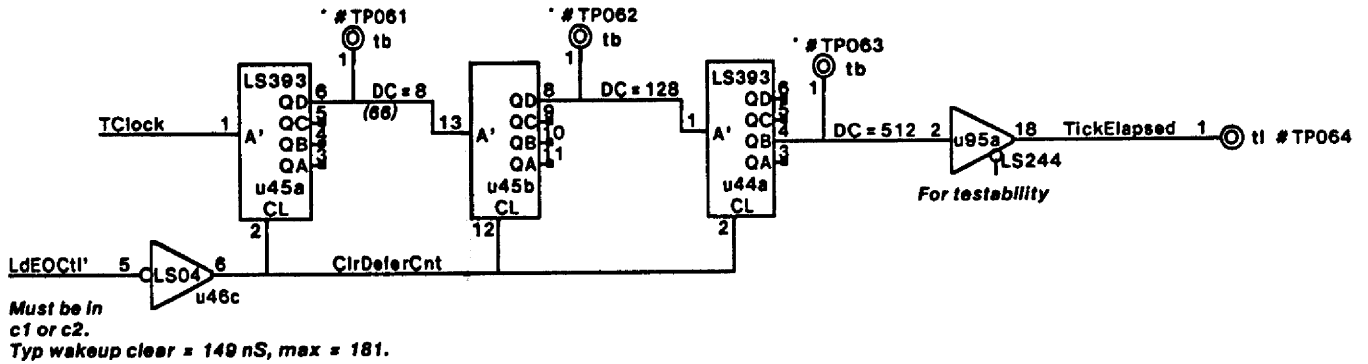 * #TP061
tb
1
* #TP062
tb
1
* #TP063
tb
1
TClock 1
LS393
A'
QD 6
QC 5
QB 4
QA 3
u45a
CL
2
DC = 8
(66)
13
A'
QD 8
QC 9
QB 10
QA 11
u45b
CL
12
DC = 128
1
LS393
A'
QD 6
QC 5
QB 4
QA 3
u44a
CL
2
DC = 512 2
u95a
18 TickElapsed 1
tl #TP064
LS244
For testability
LdEOCtl' 5
LS04
6
u46c
ClrDeferCnt
Must be in
c1 or c2.
Typ wakeup clear = 149 nS, max = 181.